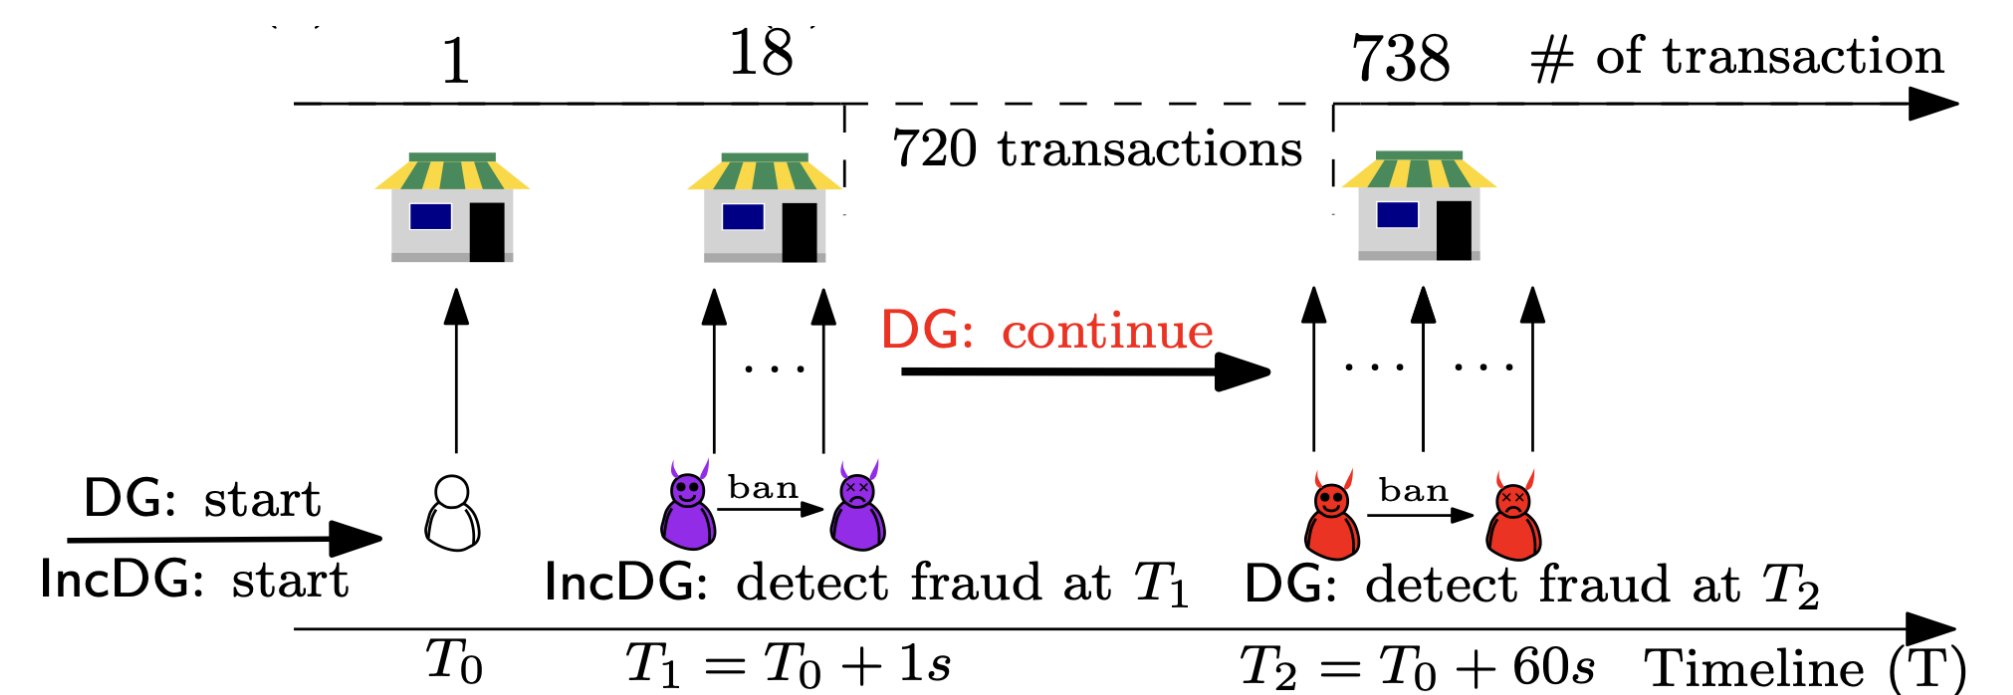 1 18 738 # of transaction
720 transactions
DG: continue
... ... ...
ban ban
DG: start
IncDG: start
IncDG: detect fraud at T₁ DG: detect fraud at T₂
T₀ T₁ = T₀ + 1s T₂ = T₀ + 60s Timeline (T)